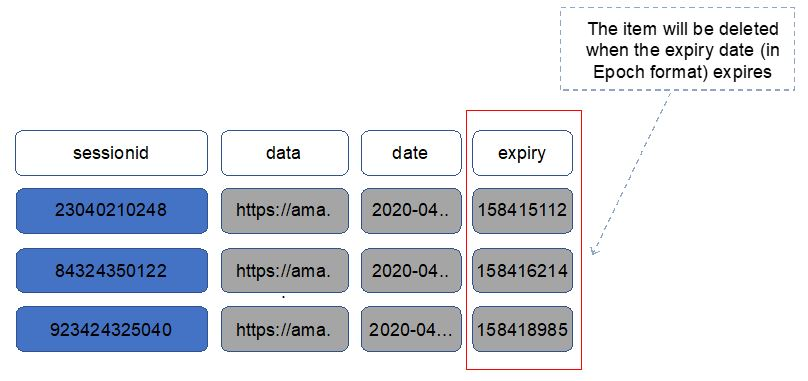 The item will be deleted
when the expiry date (in
Epoch format) expires
sessionid data date expiry
23040210248 https://ama. 2020-04.. 158415112
84324350122 https://ama. 2020-04.. 158416214
923424325040 https://ama. 2020-04... 158418985